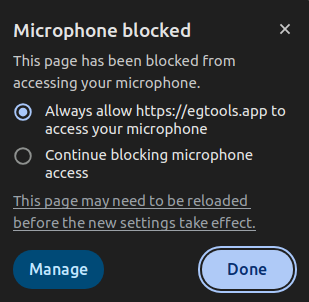 Microphone blocked
This page has been blocked from
accessing your microphone.
Always allow https://egtools.app to
access your microphone
Continue blocking microphone
access
This page may need to be reloaded
before the new settings take effect.
Manage
Done